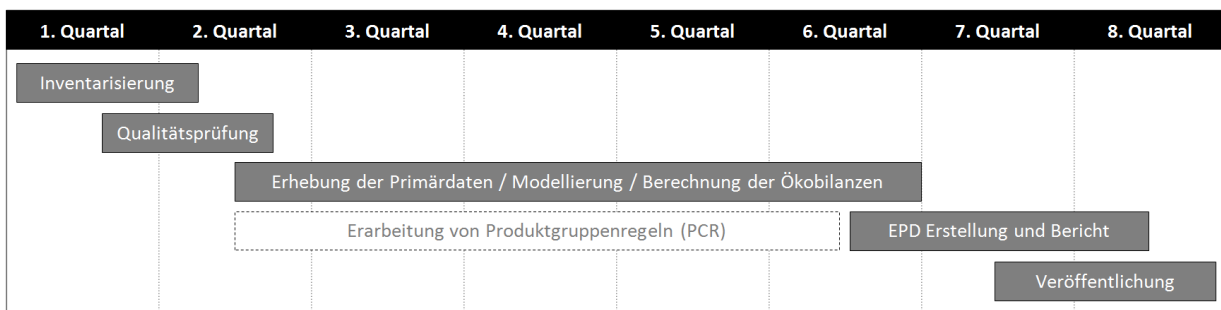 1. Quartal 2. Quartal 3. Quartal 4. Quartal 5. Quartal 6. Quartal 7. Quartal 8. Quartal
Inventarisierung
Qualitätsprüfung
Erhebung der Primärdaten / Modellierung / Berechnung der Ökobilanzen
Erarbeitung von Produktgruppenregeln (PCR) EPD Erstellung und Bericht
Veröffentlichung